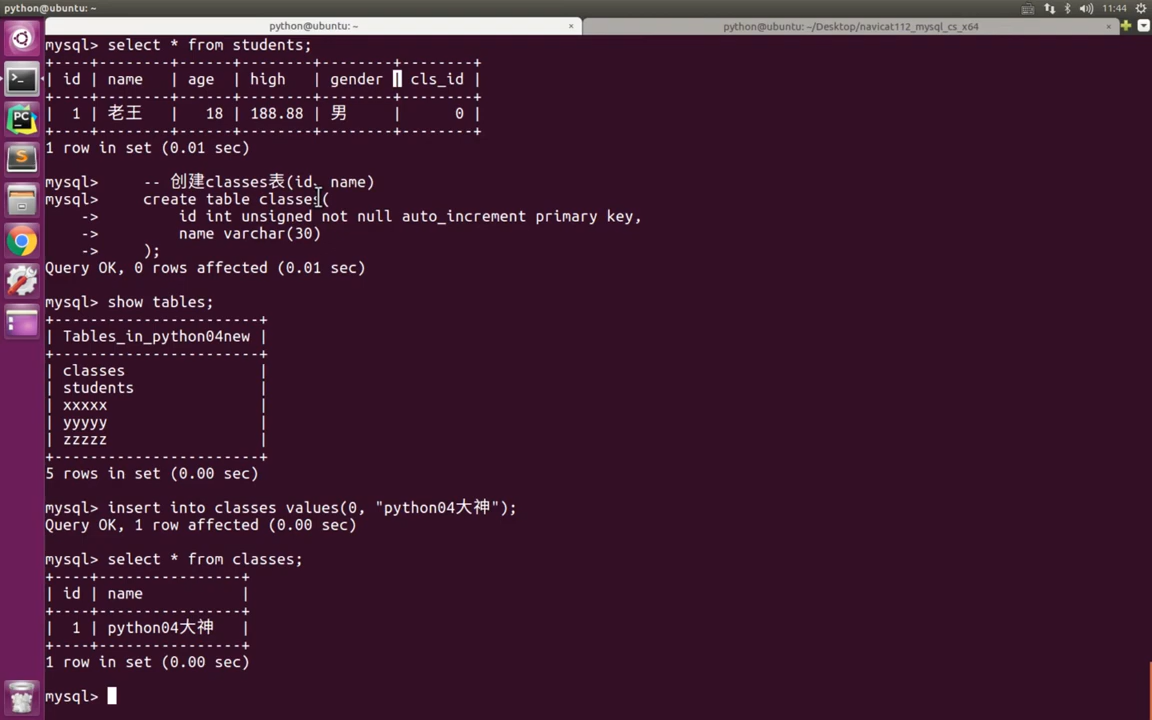 python@ubuntu: ~
11:44
python@ubuntu: ~ ×
python@ubuntu: ~/Desktop/navicat112_mysql_cs_x64 ×
mysql> select * from students;
+----+--------+------+--------+--------+--------+
| id | name   | age  | high   | gender | cls_id |
+----+--------+------+--------+--------+--------+
|  1 | 老王   |   18 | 188.88 | 男     |      0 |
+----+--------+------+--------+--------+--------+
1 row in set (0.01 sec)
mysql>     -- 创建classes表(id、name)
mysql>     create table classes(
    ->         id int unsigned not null auto_increment primary key,
    ->         name varchar(30)
    ->     );
Query OK, 0 rows affected (0.01 sec)
mysql> show tables;
+-----------------------+
| Tables_in_python04new |
+-----------------------+
| classes               |
| students              |
| xxxxx                 |
| yyyyy                 |
| zzzzz                 |
+-----------------------+
5 rows in set (0.00 sec)
mysql> insert into classes values(0, "python04大神");
Query OK, 1 row affected (0.00 sec)
mysql> select * from classes;
+----+----------------+
| id | name           |
+----+----------------+
|  1 | python04大神   |
+----+----------------+
1 row in set (0.00 sec)
mysql>